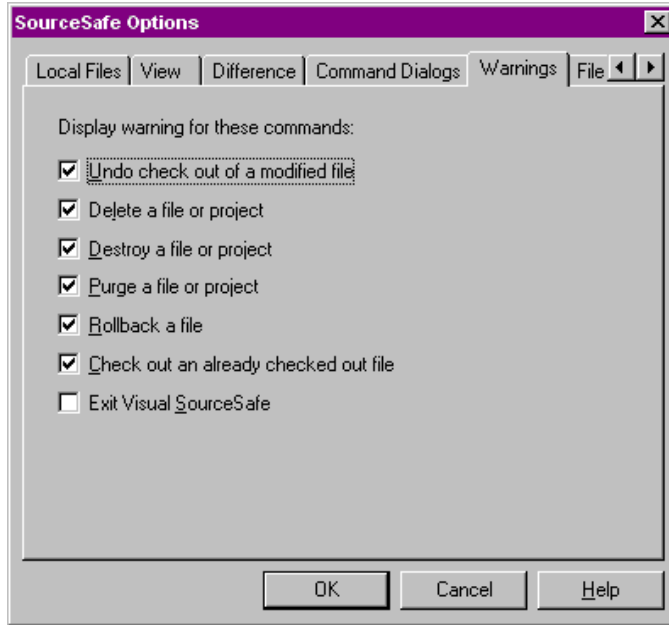 SourceSafe Options
Local Files View Difference Command Dialogs Warnings File
Display warning for these commands:
Undo check out of a modified file
Delete a file or project
Destroy a file or project
Purge a file or project
Rollback a file
Check out an already checked out file
Exit Visual SourceSafe
OK Cancel Help